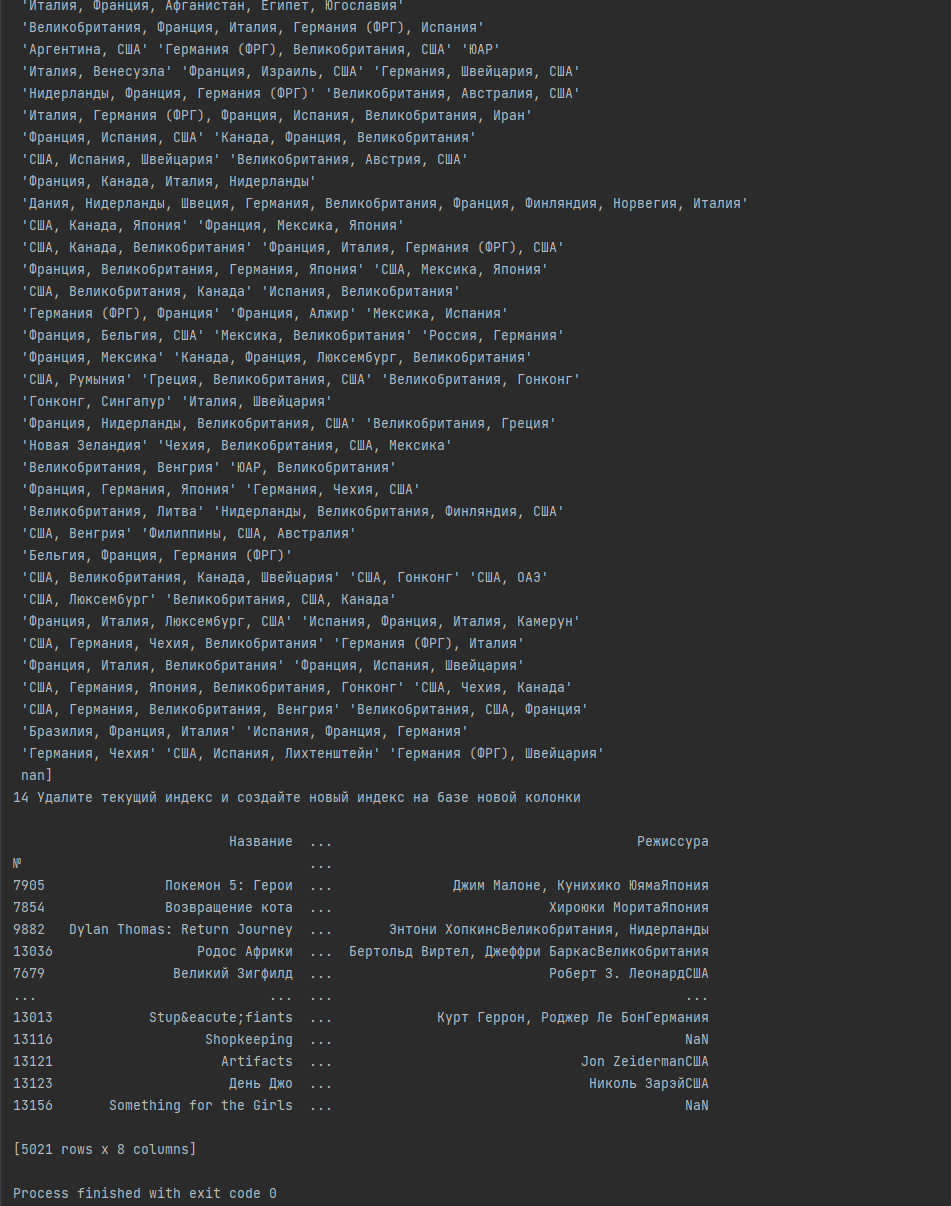 'Италия, Франция, Афганистан, Египет, Югославия'
'Великобритания, Франция, Италия, Германия (ФРГ), Испания'
'Аргентина, США' 'Германия (ФРГ), Великобритания, США' 'ЮАР'
'Италия, Венесуэла' 'Франция, Израиль, США' 'Германия, Швейцария, США'
'Нидерланды, Франция, Германия (ФРГ)' 'Великобритания, Австралия, США'
'Италия, Германия (ФРГ), Франция, Испания, Великобритания, Иран'
'Франция, Испания, США' 'Канада, Франция, Великобритания'
'США, Испания, Швейцария' 'Великобритания, Австрия, США'
'Франция, Канада, Италия, Нидерланды'
'Дания, Нидерланды, Швеция, Германия, Великобритания, Франция, Финляндия, Норвегия, Италия'
'США, Канада, Япония' 'Франция, Мексика, Япония'
'США, Канада, Великобритания' 'Франция, Италия, Германия (ФРГ), США'
'Франция, Великобритания, Германия, Япония' 'США, Мексика, Япония'
'США, Великобритания, Канада' 'Испания, Великобритания'
'Германия (ФРГ), Франция' 'Франция, Алжир' 'Мексика, Испания'
'Франция, Бельгия, США' 'Мексика, Великобритания' 'Россия, Германия'
'Франция, Мексика' 'Канада, Франция, Люксембург, Великобритания'
'США, Румыния' 'Греция, Великобритания, США' 'Великобритания, Гонконг'
'Гонконг, Сингапур' 'Италия, Швейцария'
'Франция, Нидерланды, Великобритания, США' 'Великобритания, Греция'
'Новая Зеландия' 'Чехия, Великобритания, США, Мексика'
'Великобритания, Венгрия' 'ЮАР, Великобритания'
'Франция, Германия, Япония' 'Германия, Чехия, США'
'Великобритания, Литва' 'Нидерланды, Великобритания, Финляндия, США'
'США, Венгрия' 'Филиппины, США, Австралия'
'Бельгия, Франция, Германия (ФРГ)'
'США, Великобритания, Канада, Швейцария' 'США, Гонконг' 'США, ОАЭ'
'США, Люксембург' 'Великобритания, США, Канада'
'Франция, Италия, Люксембург, США' 'Испания, Франция, Италия, Камерун'
'США, Германия, Чехия, Великобритания' 'Германия (ФРГ), Италия'
'Франция, Италия, Великобритания' 'Франция, Испания, Швейцария'
'США, Германия, Япония, Великобритания, Гонконг' 'США, Чехия, Канада'
'США, Германия, Великобритания, Венгрия' 'Великобритания, США, Франция'
'Бразилия, Франция, Италия' 'Испания, Франция, Германия'
'Германия, Чехия' 'США, Испания, Лихтенштейн' 'Германия (ФРГ), Швейцария'
nan]
14 Удалите текущий индекс и создайте новый индекс на базе новой колонки
Название ... Режиссура
№ ...
7905 Покемон 5: Герои ... Джим Малоне, Кунихико ЮямаЯпония
7854 Возвращение кота ... Хироюки МоритаЯпония
9882 Dylan Thomas: Return Journey ... Энтони ХопкинсВеликобритания, Нидерланды
13036 Родос Африки ... Бертольд Виртел, Джеффри БаркасВеликобритания
7679 Великий Зигфилд ... Роберт З. ЛеонардСША
... ... ... ...
13013 Stup&eacute;fiants ... Курт Геррон, Роджер Ле БонГермания
13116 Shopkeeping ... NaN
13121 Artifacts ... Jon ZeidermanСША
13123 День Джо ... Николь ЗарэйСША
13156 Something for the Girls ... NaN
[5021 rows x 8 columns]
Process finished with exit code 0